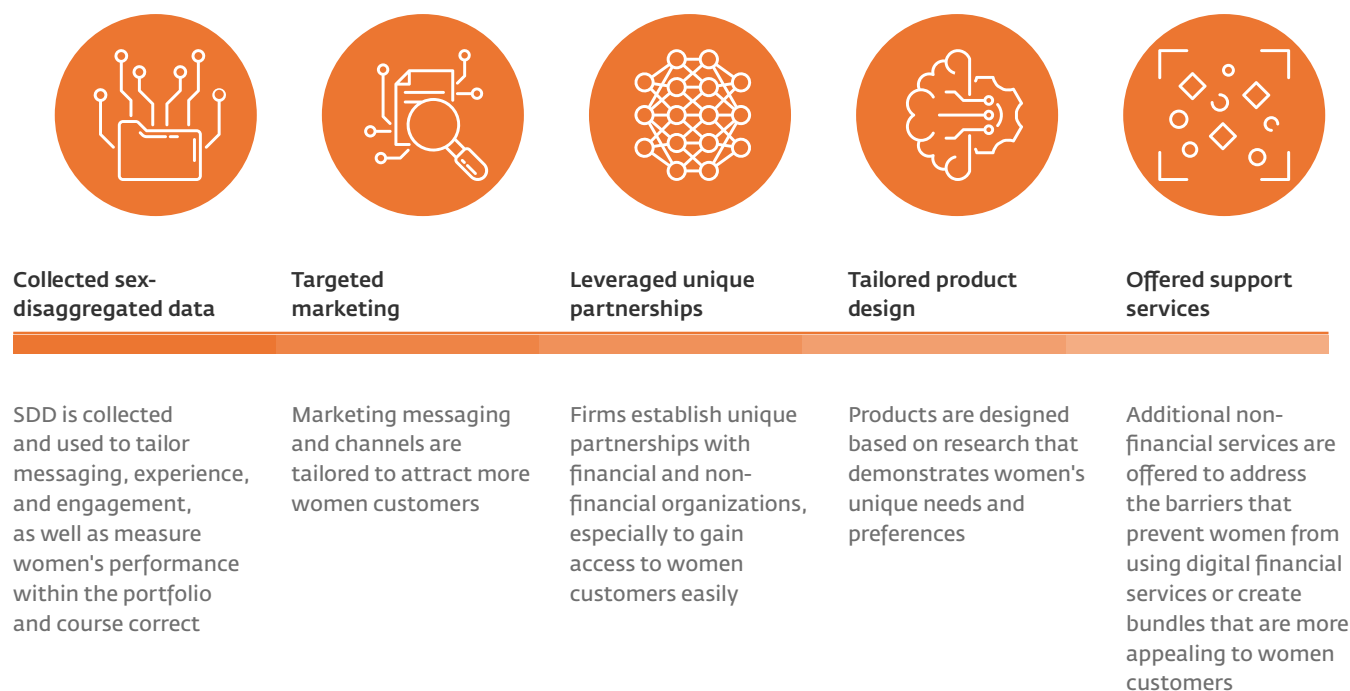 Collected sex-
disaggregated data
Targeted
marketing
Leveraged unique
partnerships
Tailored product
design
Offered support
services
SDD is collected
and used to tailor
messaging, experience,
and engagement,
as well as measure
women's performance
within the portfolio
and course correct
Marketing messaging
and channels are
tailored to attract more
women customers
Firms establish unique
partnerships with
financial and non-
financial organizations,
especially to gain
access to women
customers easily
Products are designed
based on research that
demonstrates women's
unique needs and
preferences
Additional non-
financial services are
offered to address
the barriers that
prevent women from
using digital financial
services or create
bundles that are more
appealing to women
customers